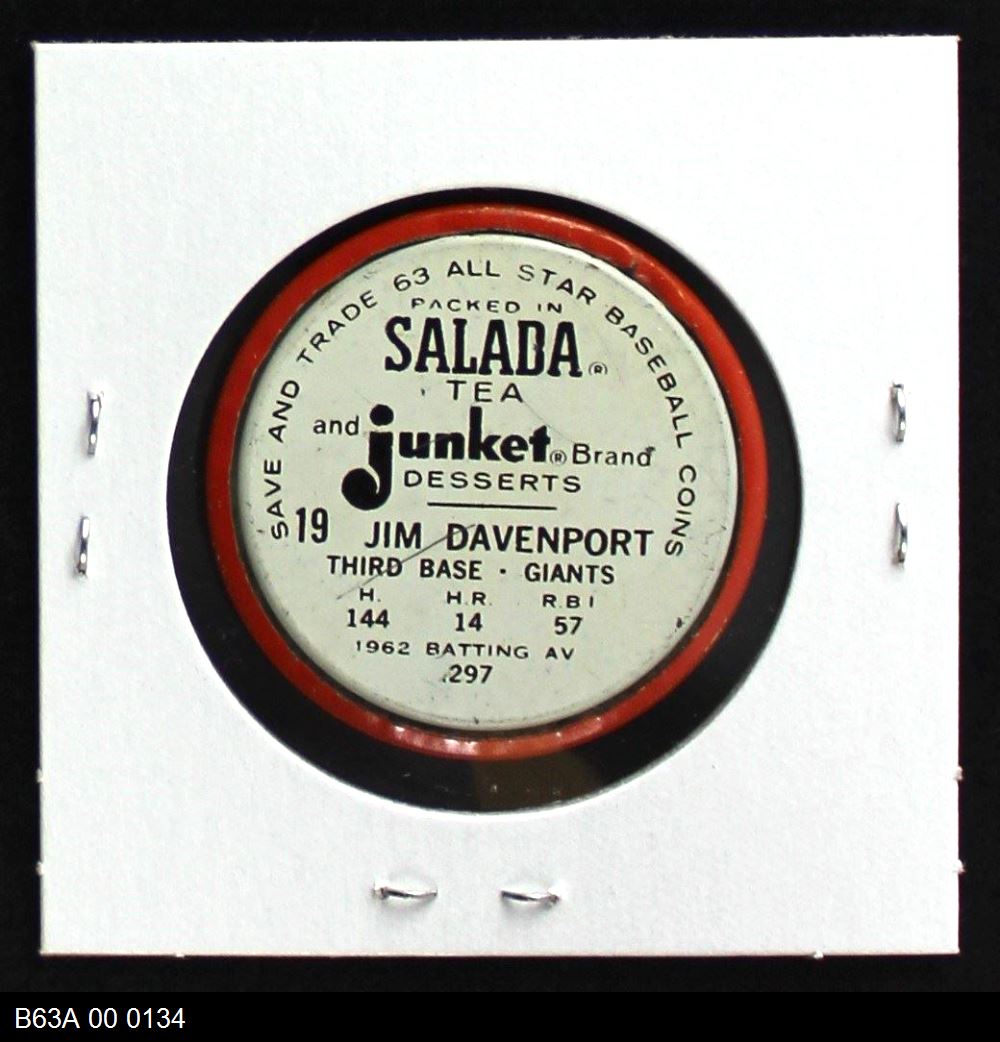 SAVE AND TRADE 63 ALL STAR BASEBALL COINS
PACKED IN
SALADA ®
TEA
and junket ® Brand
DESSERTS
19 JIM DAVENPORT
THIRD BASE · GIANTS
H. H.R. R.B I
144 14 57
1962 BATTING AV
.297
B63A 00 0134